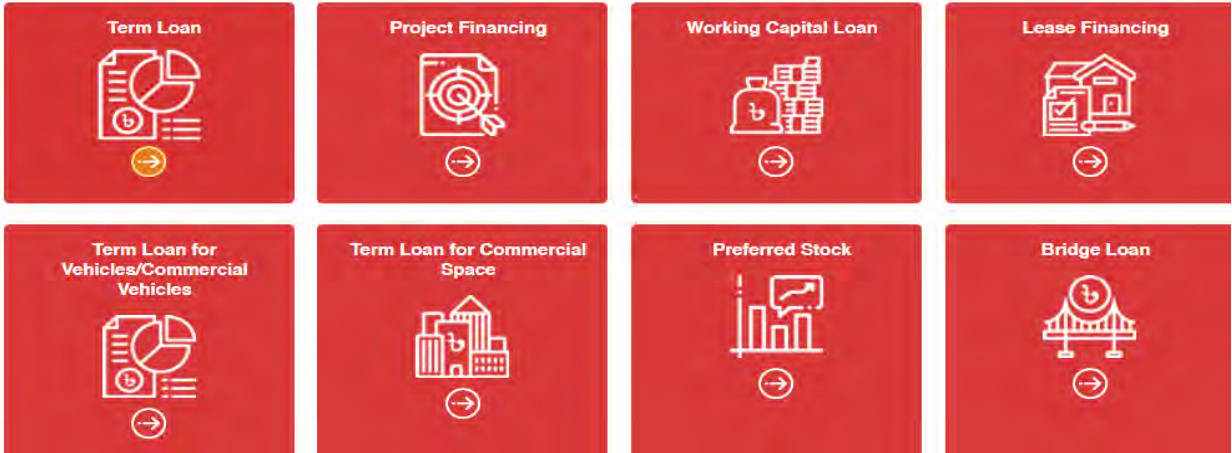 Term Loan
Project Financing
Working Capital Loan
Lease Financing
৳
৳
Term Loan for
Vehicles/Commercial
Vehicles
Term Loan for Commercial
Space
Preferred Stock
Bridge Loan
৳
৳
৳